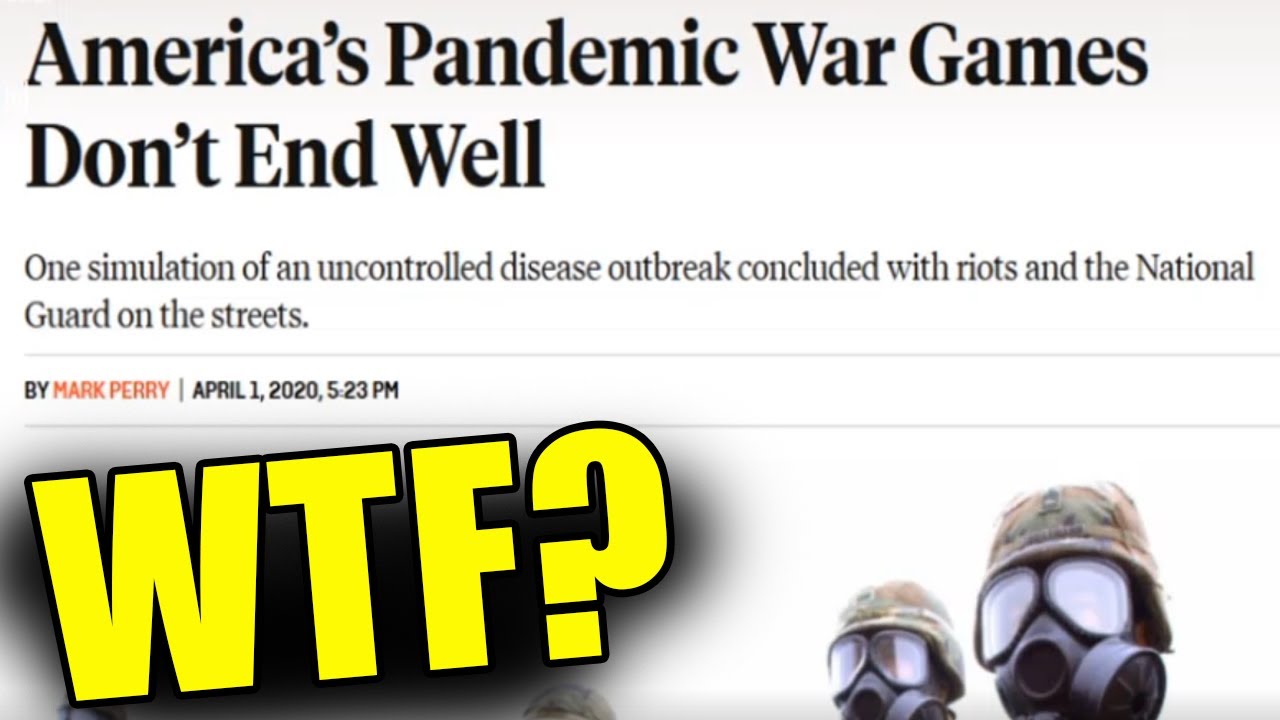 America’s Pandemic War Games
Don’t End Well
One simulation of an uncontrolled disease outbreak concluded with riots and the National
Guard on the streets.
BY MARK PERRY | APRIL 1, 2020, 5:23 PM
WTF?